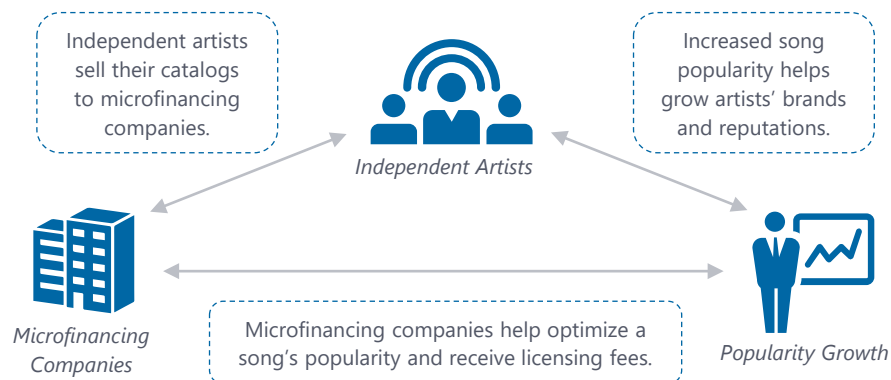 Independent artists
sell their catalogs
to microfinancing
companies.
Increased song
popularity helps
grow artists’ brands
and reputations.
Independent Artists
Microfinancing
Companies
Microfinancing companies help optimize a
song’s popularity and receive licensing fees.
Popularity Growth